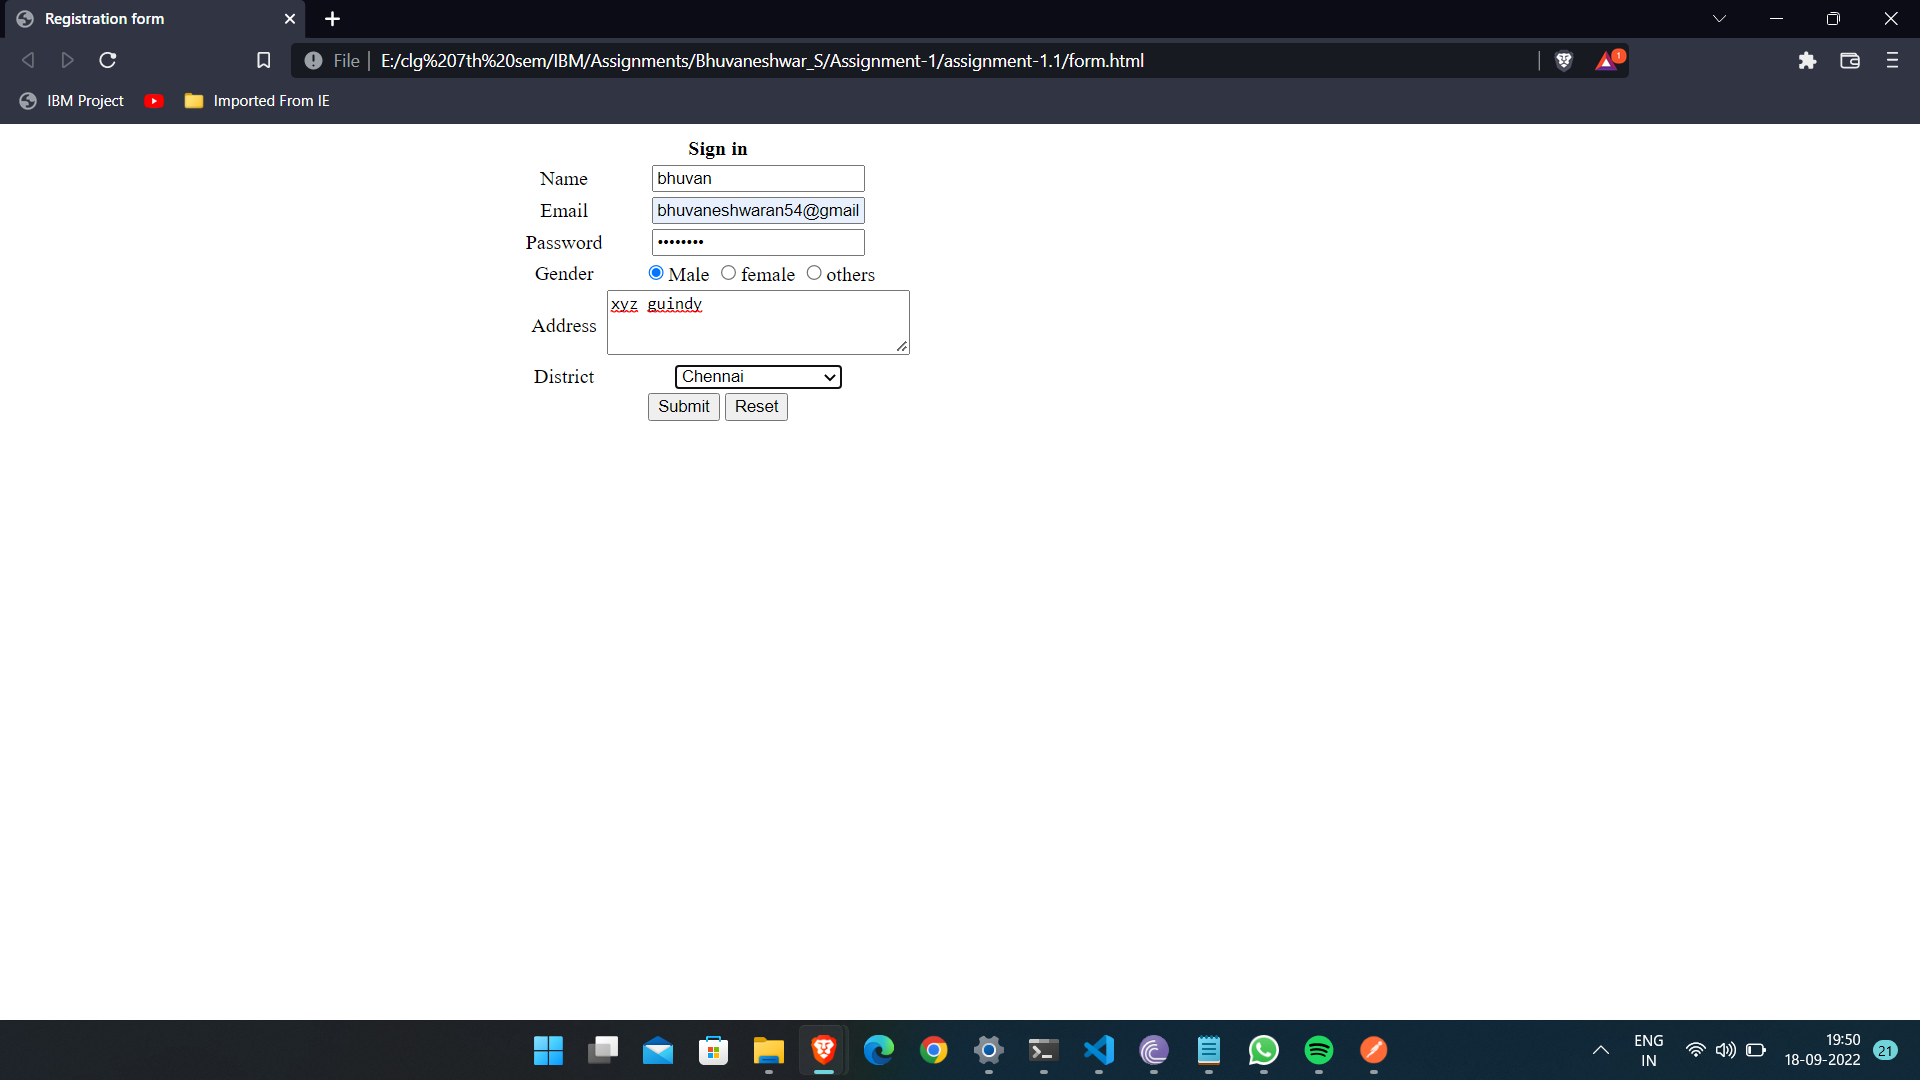 Registration form
File
E:/clg%207th%20sem/IBM/Assignments/Bhuvaneshwar_S/Assignment-1/assignment-1.1/form.html
1
IBM Project
Imported From IE
Sign in
Name bhuvan
Email bhuvaneshwaran54@gmail
Password ••••••••
Gender Male female others
Address xyz guindy
District Chennai
Submit Reset
ENG
IN
19:50
18-09-2022
21